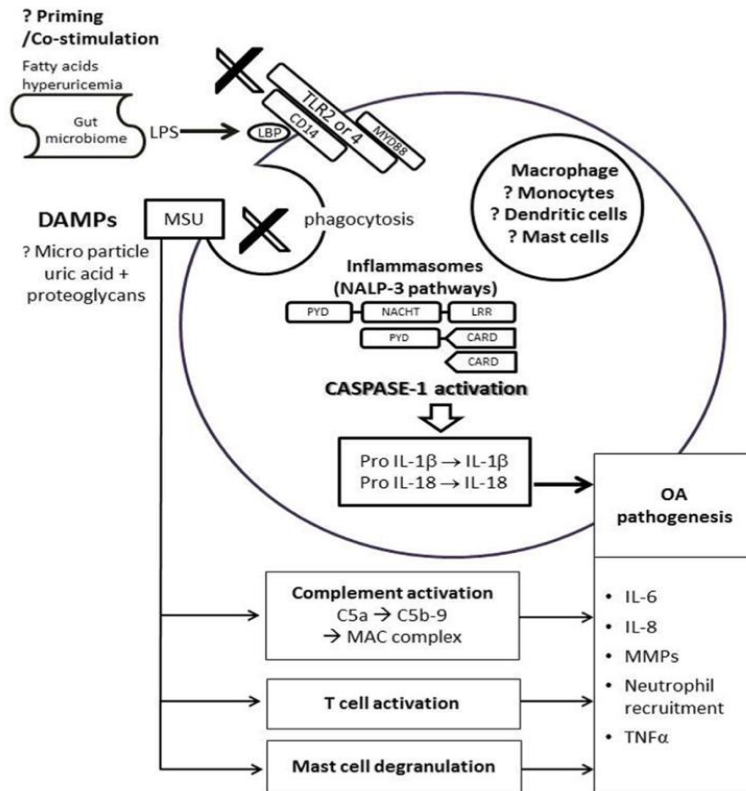 ? Priming
/Co-stimulation
Fatty acids
hyperuricemia
Gut
microbiome
LPS
LBP
CD14
TLR2 or 4
MYD88
DAMPs
MSU
? Micro particle
uric acid +
proteoglycans
phagocytosis
Macrophage
? Monocytes
? Dendritic cells
? Mast cells
Inflammasomes
(NALP-3 pathways)
PYD NACHT LRR
PYD CARD
CARD
CASPASE-1 activation
Pro IL-1β → IL-1β
Pro IL-18 → IL-18
OA
pathogenesis
• IL-6
• IL-8
• MMPs
• Neutrophil
recruitment
• TNFα
Complement activation
C5a → C5b-9
→ MAC complex
T cell activation
Mast cell degranulation